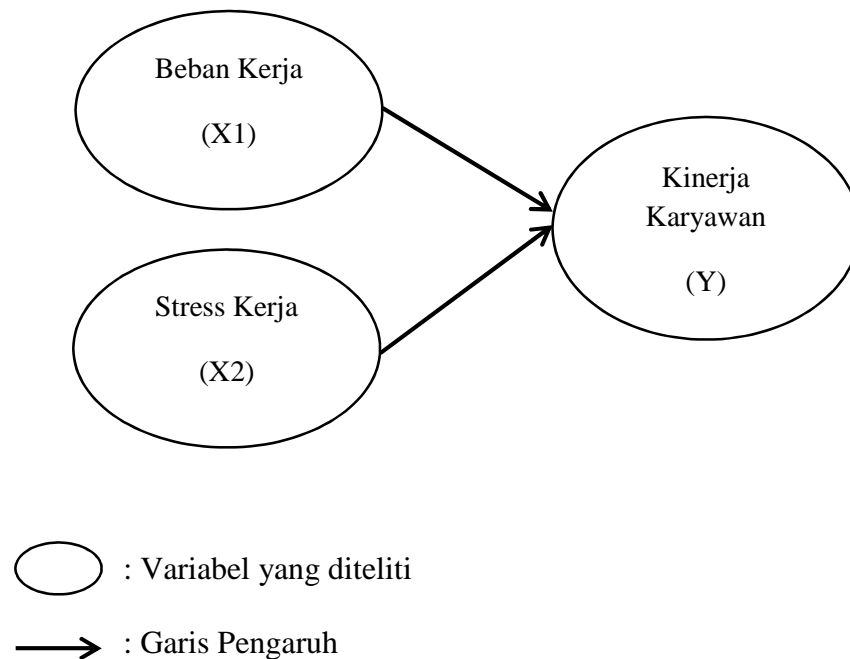 Beban Kerja
(X1)
Kinerja
Karyawan
(Y)
Stress Kerja
(X2)
: Variabel yang diteliti
: Garis Pengaruh